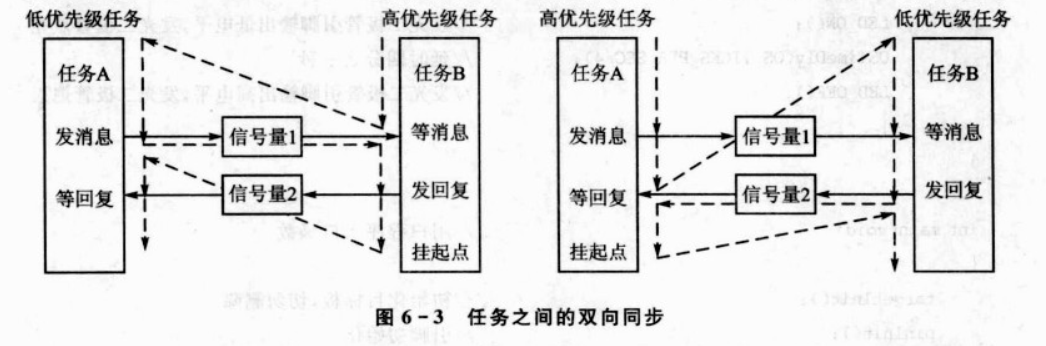 低优先级任务
高优先级任务
任务A
任务B
发消息
信号量1
等消息
等回复
信号量2
发回复
挂起点
高优先级任务
低优先级任务
任务A
任务B
发消息
信号量1
等消息
等回复
信号量2
发回复
挂起点
图 6-3 任务之间的双向同步